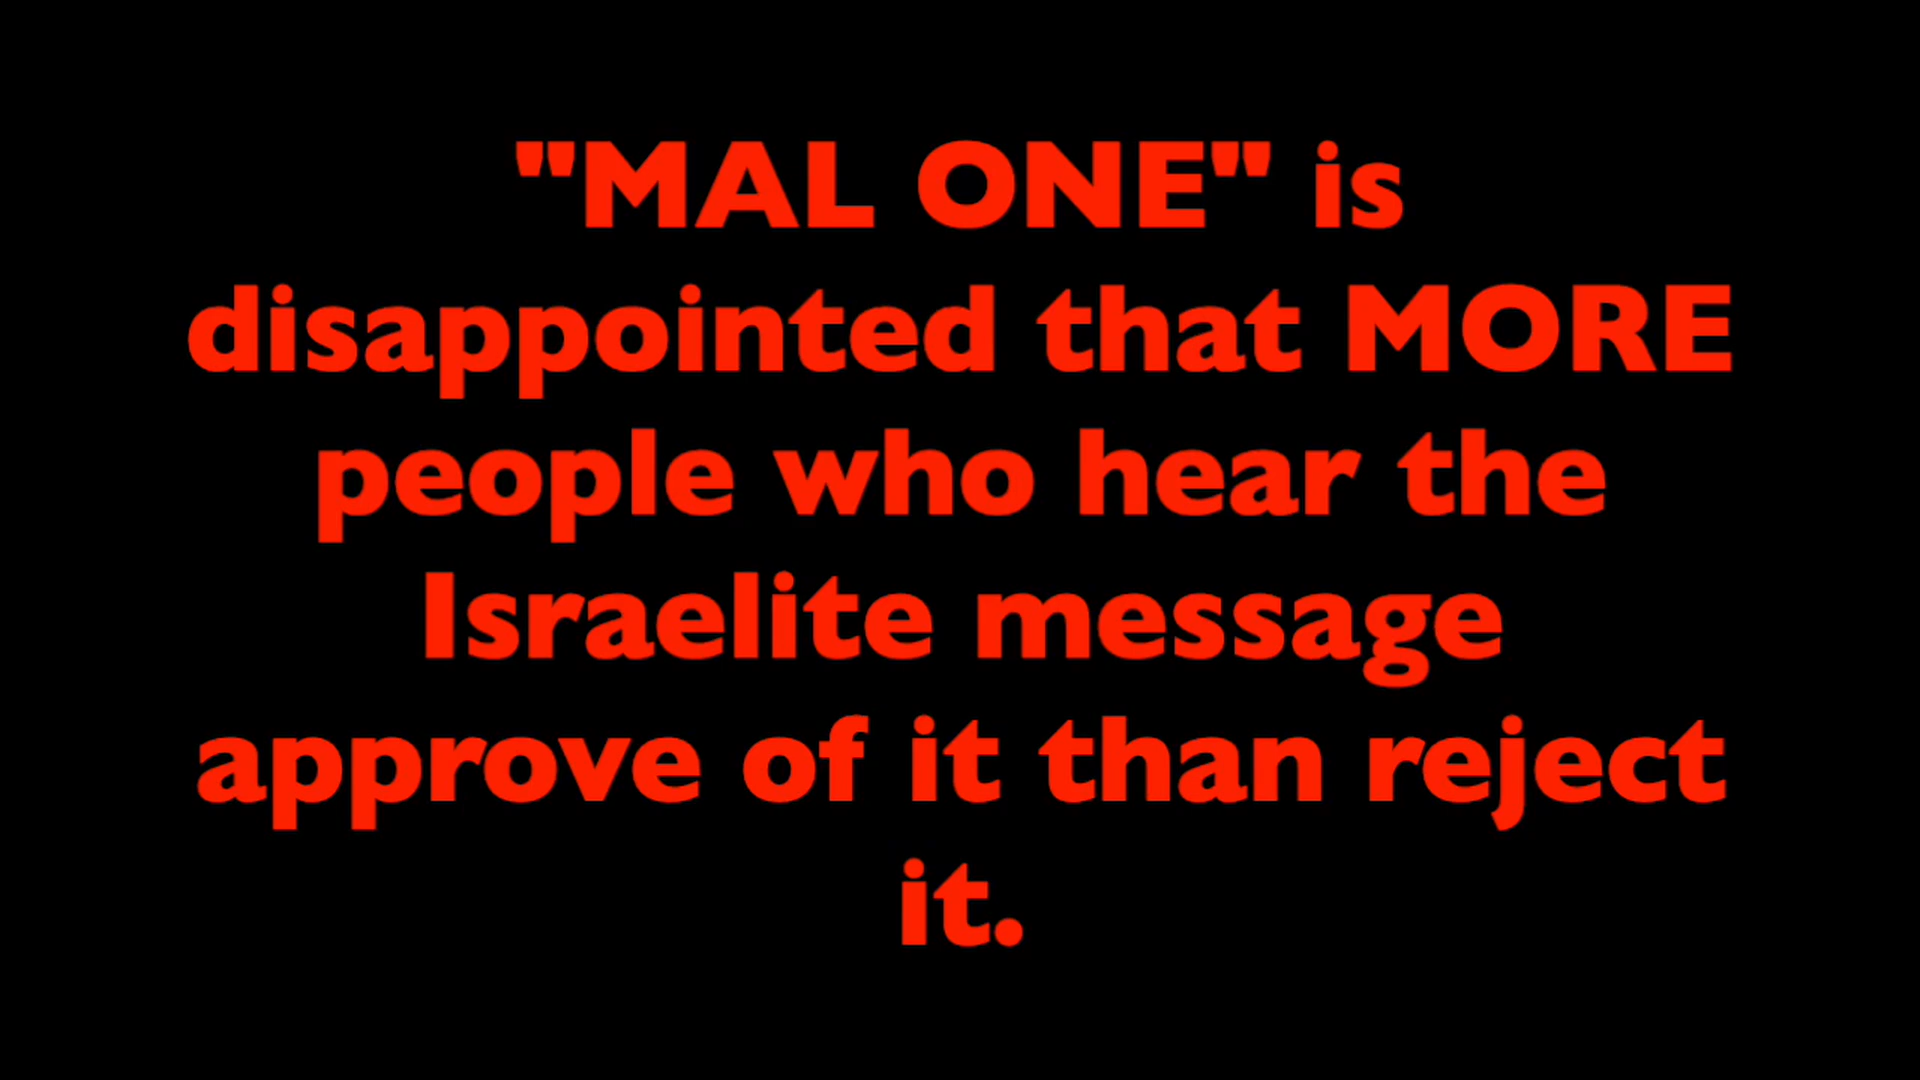 "MAL ONE" is
disappointed that MORE
people who hear the
Israelite message
approve of it than reject
it.